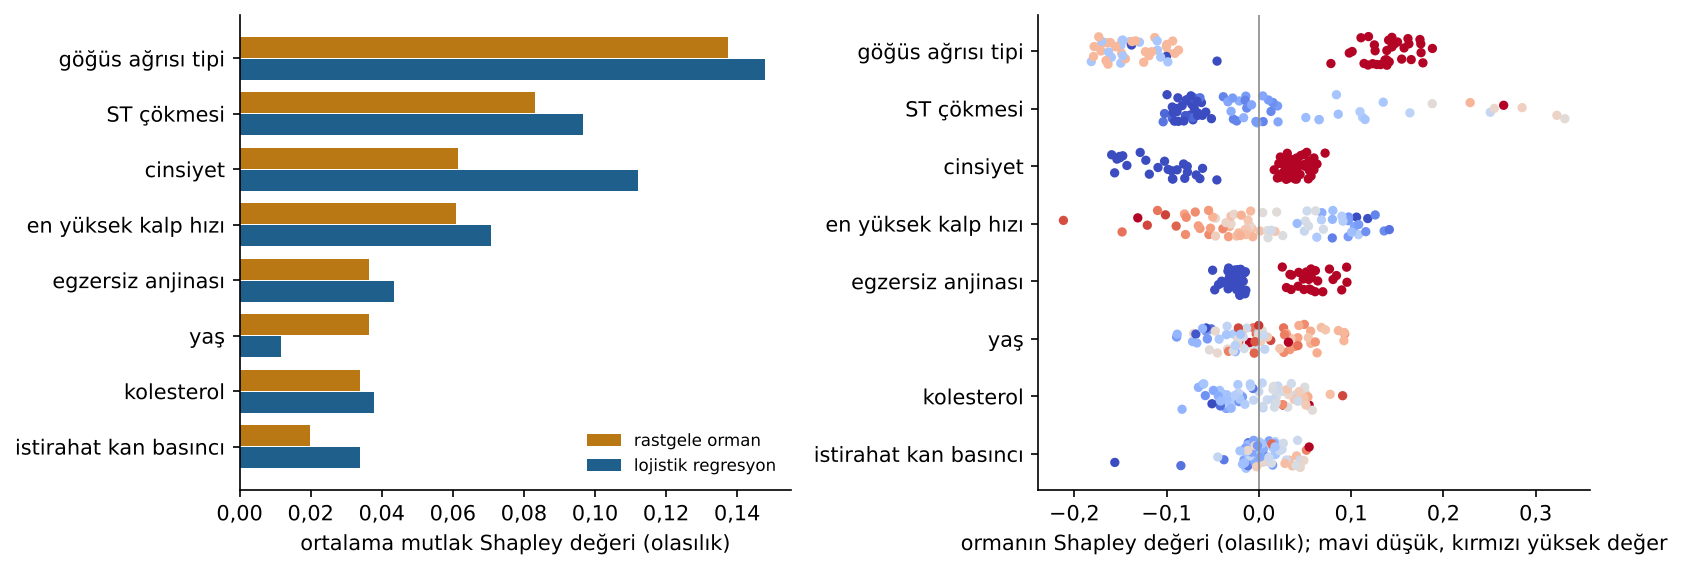 göğüs ağrısı tipi
ST çökmesi
cinsiyet
en yüksek kalp hızı
egzersiz anjinası
yaş
kolesterol
istirahat kan basıncı
rastgele orman
lojistik regresyon
0,00 0,02 0,04 0,06 0,08 0,10 0,12 0,14
ortalama mutlak Shapley değeri (olasılık)
göğüs ağrısı tipi
ST çökmesi
cinsiyet
en yüksek kalp hızı
egzersiz anjinası
yaş
kolesterol
istirahat kan basıncı
−0,2 −0,1 0,0 0,1 0,2 0,3
ormanın Shapley değeri (olasılık); mavi düşük, kırmızı yüksek değer